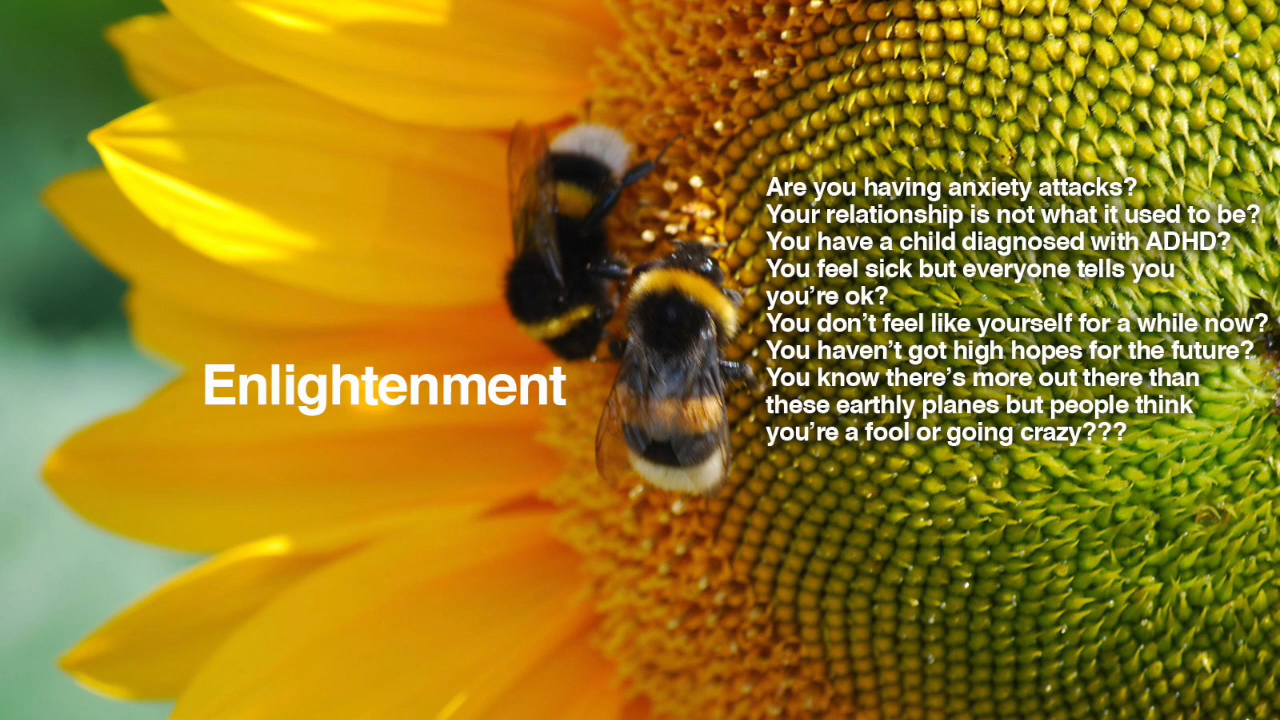 Enlightenment
Are you having anxiety attacks?
Your relationship is not what it used to be?
You have a child diagnosed with ADHD?
You feel sick but everyone tells you
you’re ok?
You don’t feel like yourself for a while now?
You haven’t got high hopes for the future?
You know there’s more out there than
these earthly planes but people think
you’re a fool or going crazy???